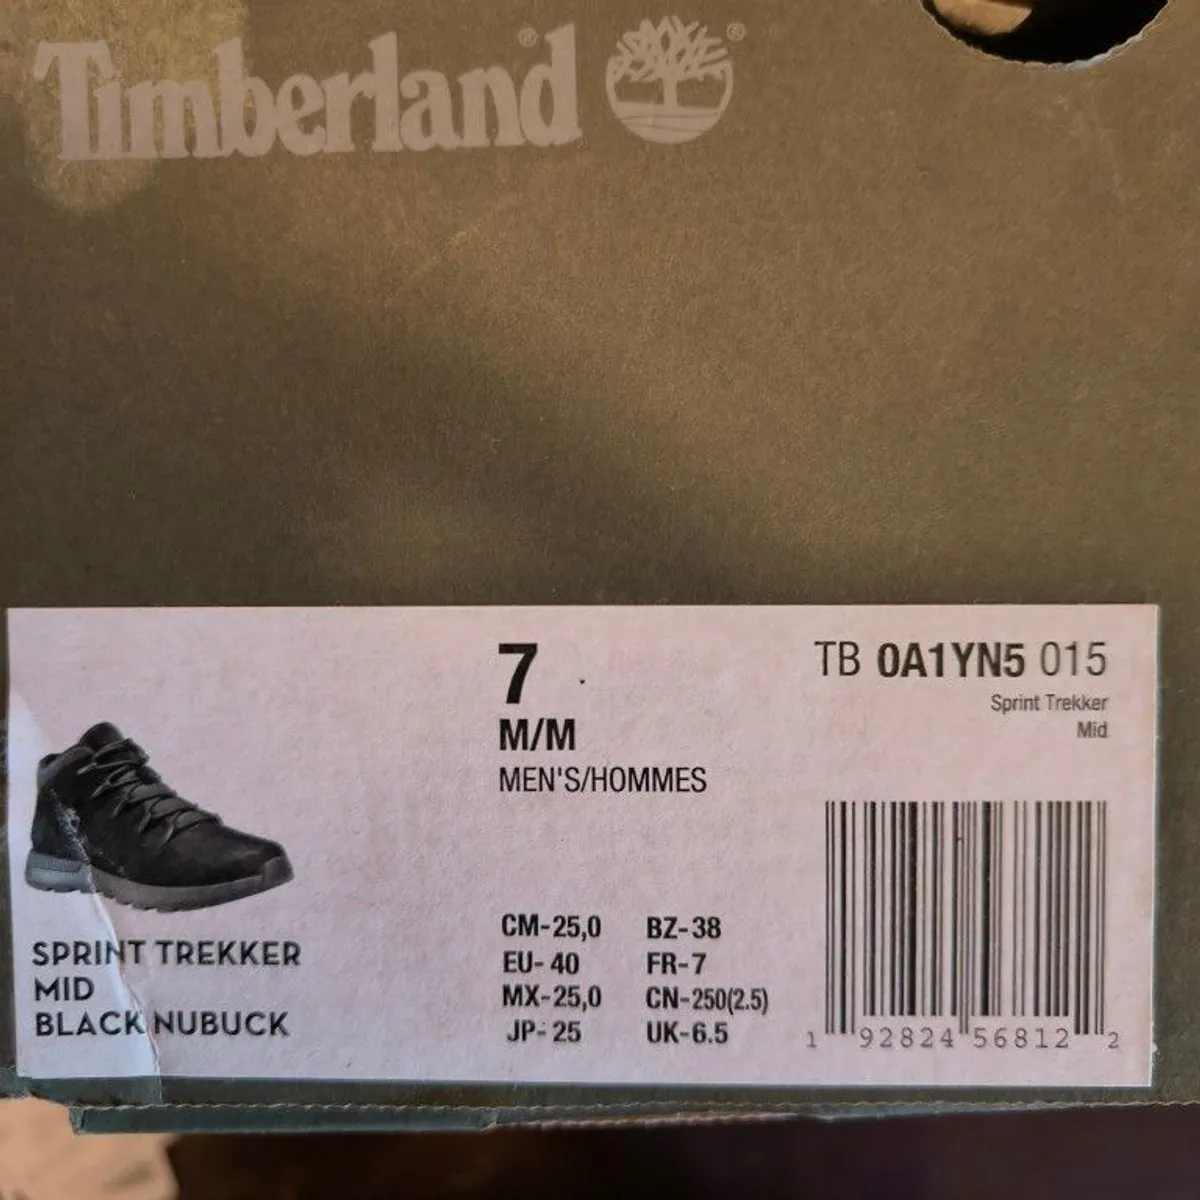 Timberland® ®
7
M/M
MEN'S/HOMMES
TB 0A1YN5 015
Sprint Trekker
Mid
SPRINT TREKKER
MID
BLACK NUBUCK
CM-25,0 BZ-38
EU-40 FR-7
MX-25,0 CN-250(2.5)
JP-25 UK-6.5
1 92824 56812 2